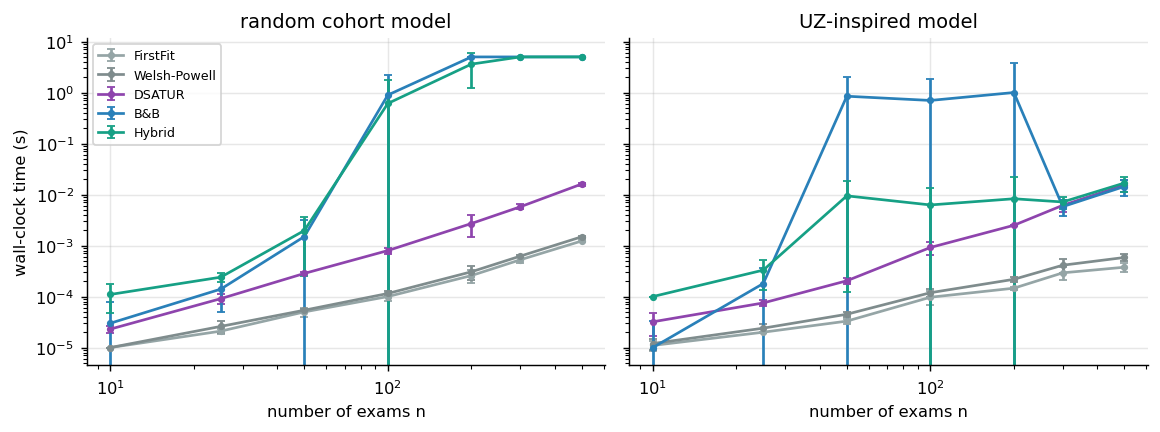 random cohort model
UZ-inspired model
wall-clock time (s)
10¹
10⁰
10⁻¹
10⁻²
10⁻³
10⁻⁴
10⁻⁵
FirstFit
Welsh-Powell
DSATUR
B&B
Hybrid
10¹
10²
10¹
10²
number of exams n
number of exams n